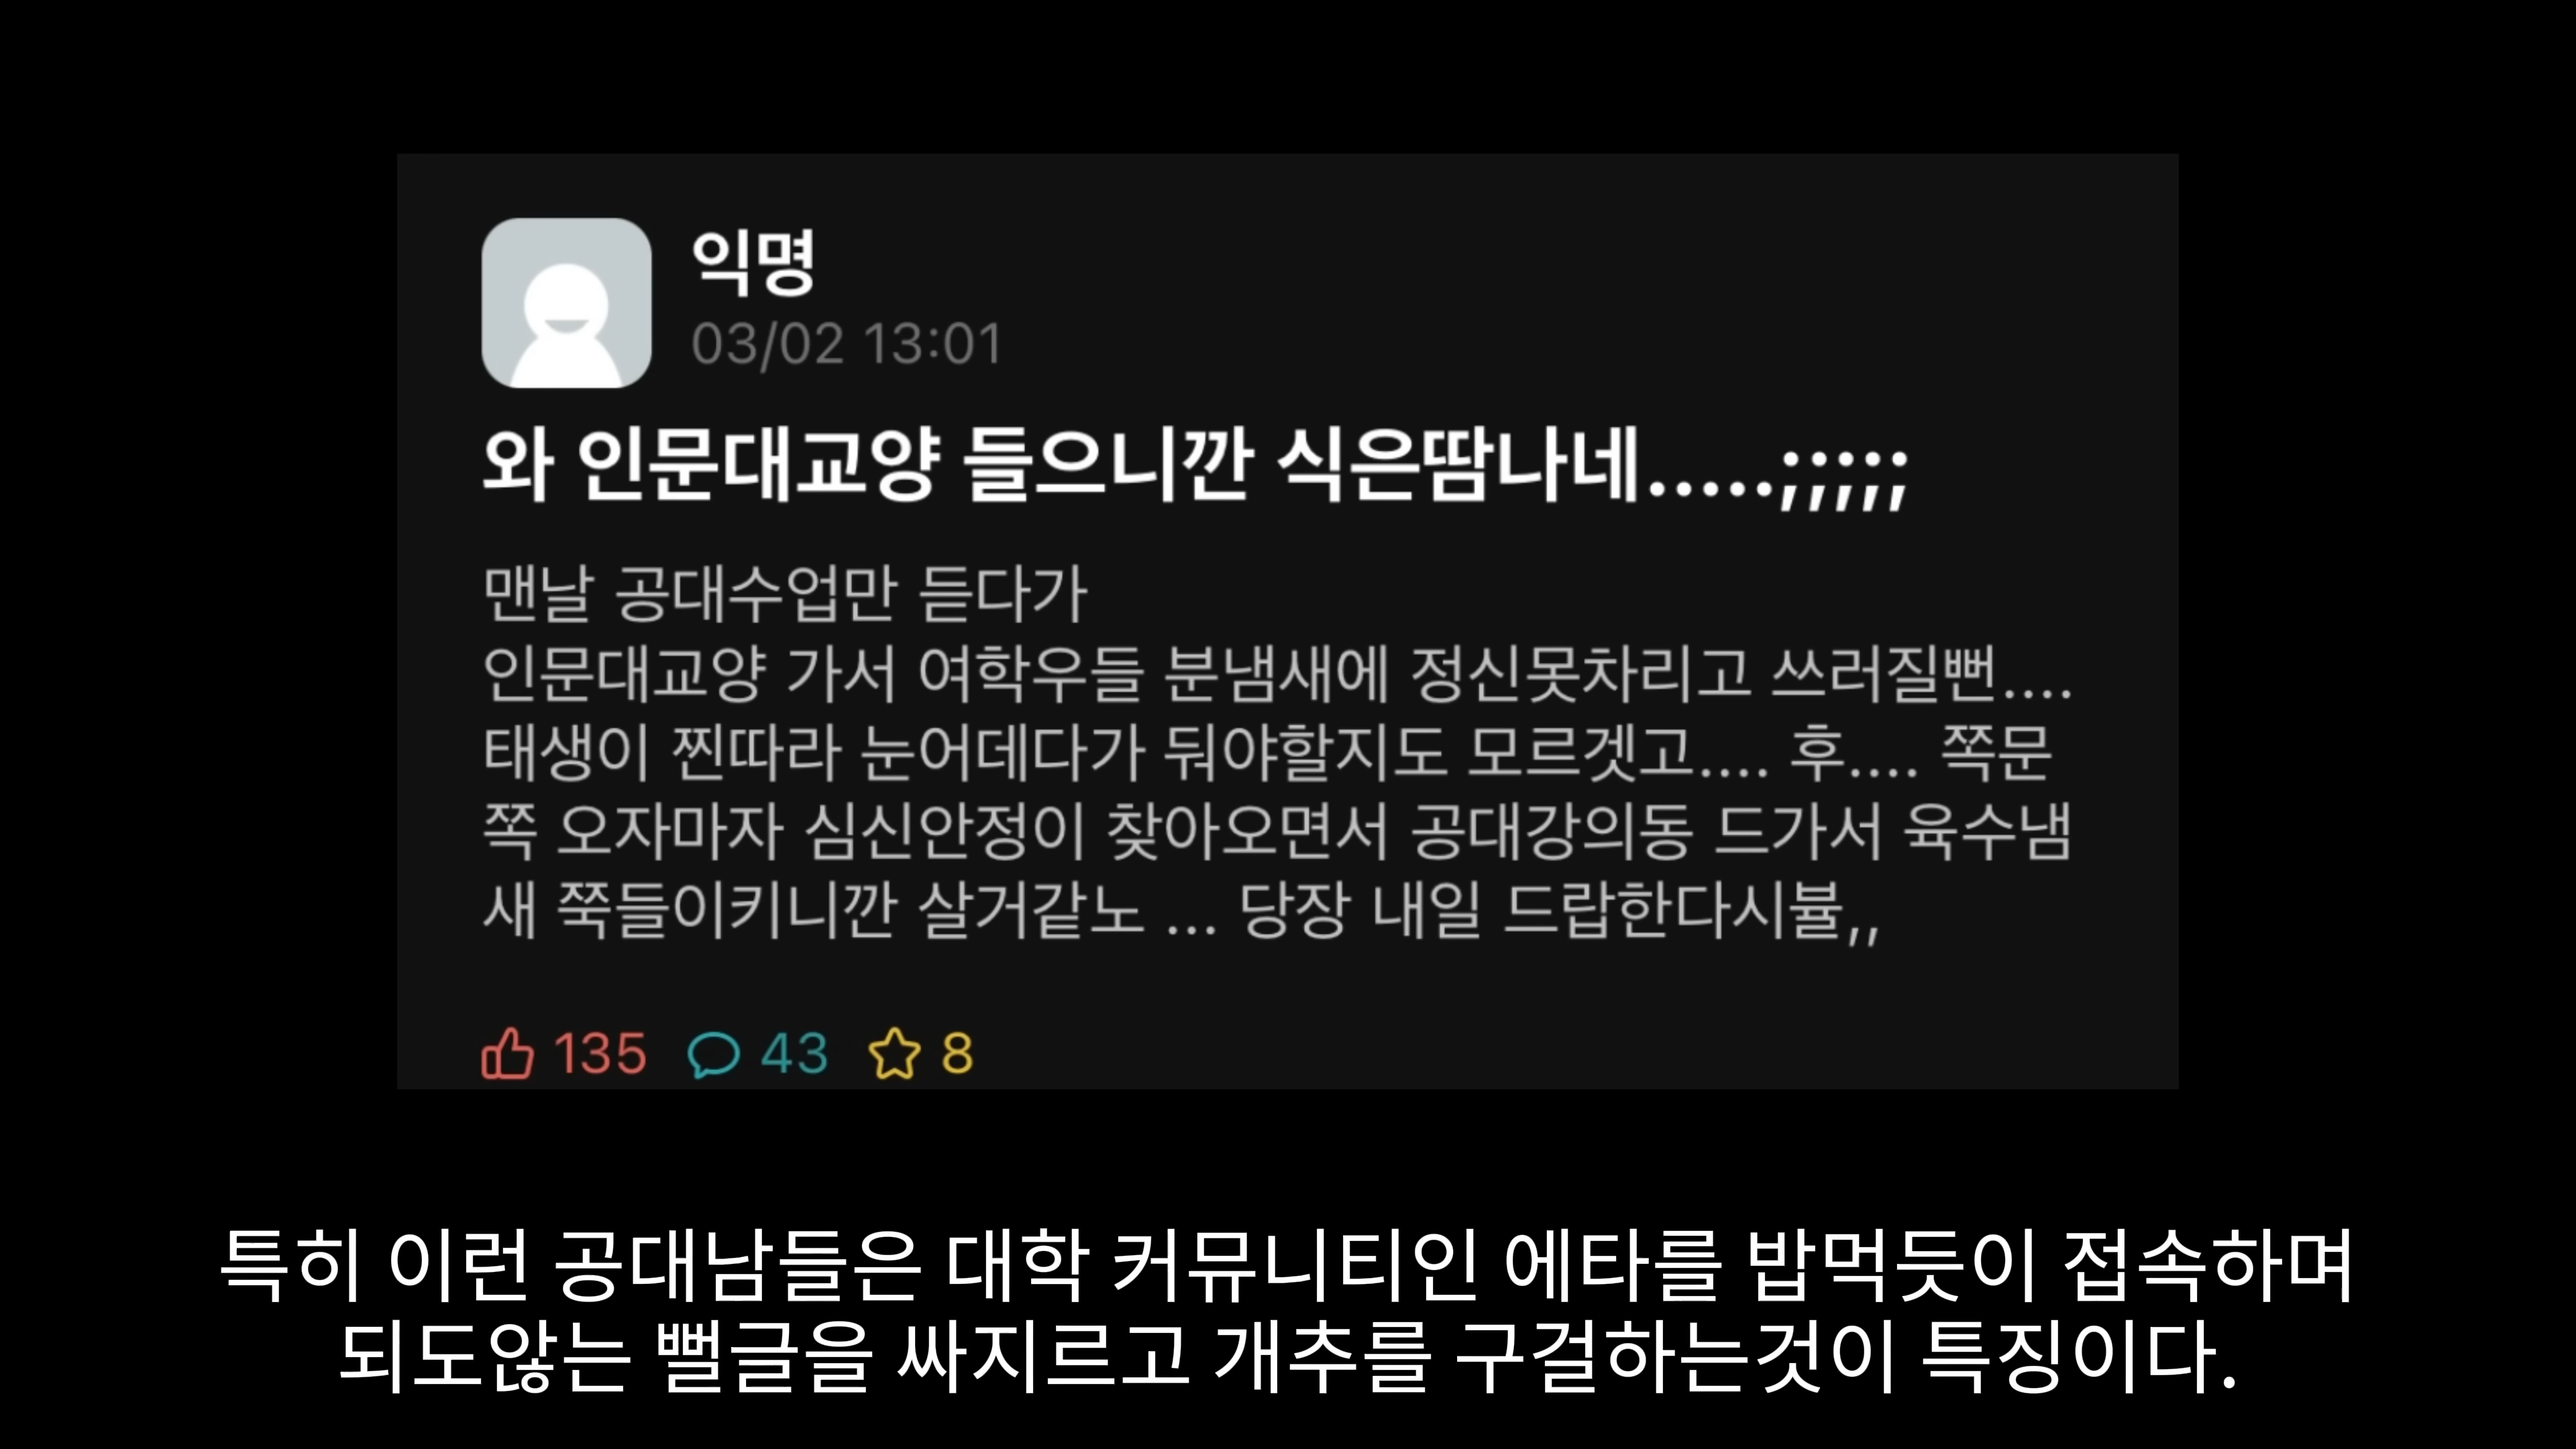 익명
03/02 13:01
와 인문대교양 들으니깐 식은땀나네.....;;;;;
맨날 공대수업만 듣다가
인문대교양 가서 여학우들 분냄새에 정신못차리고 쓰러질뻔....
태생이 찐따라 눈어데다가 둬야할지도 모르겟고.... 후.... 쪽문
쪽 오자마자 심신안정이 찾아오면서 공대강의동 드가서 육수냄
새 쭉들이키니깐 살거같노 ... 당장 내일 드랍한다시뷸,,
135 43 8
특히 이런 공대남들은 대학 커뮤니티인 에타를 밥먹듯이 접속하며
되도않는 뻘글을 싸지르고 개추를 구걸하는것이 특징이다.